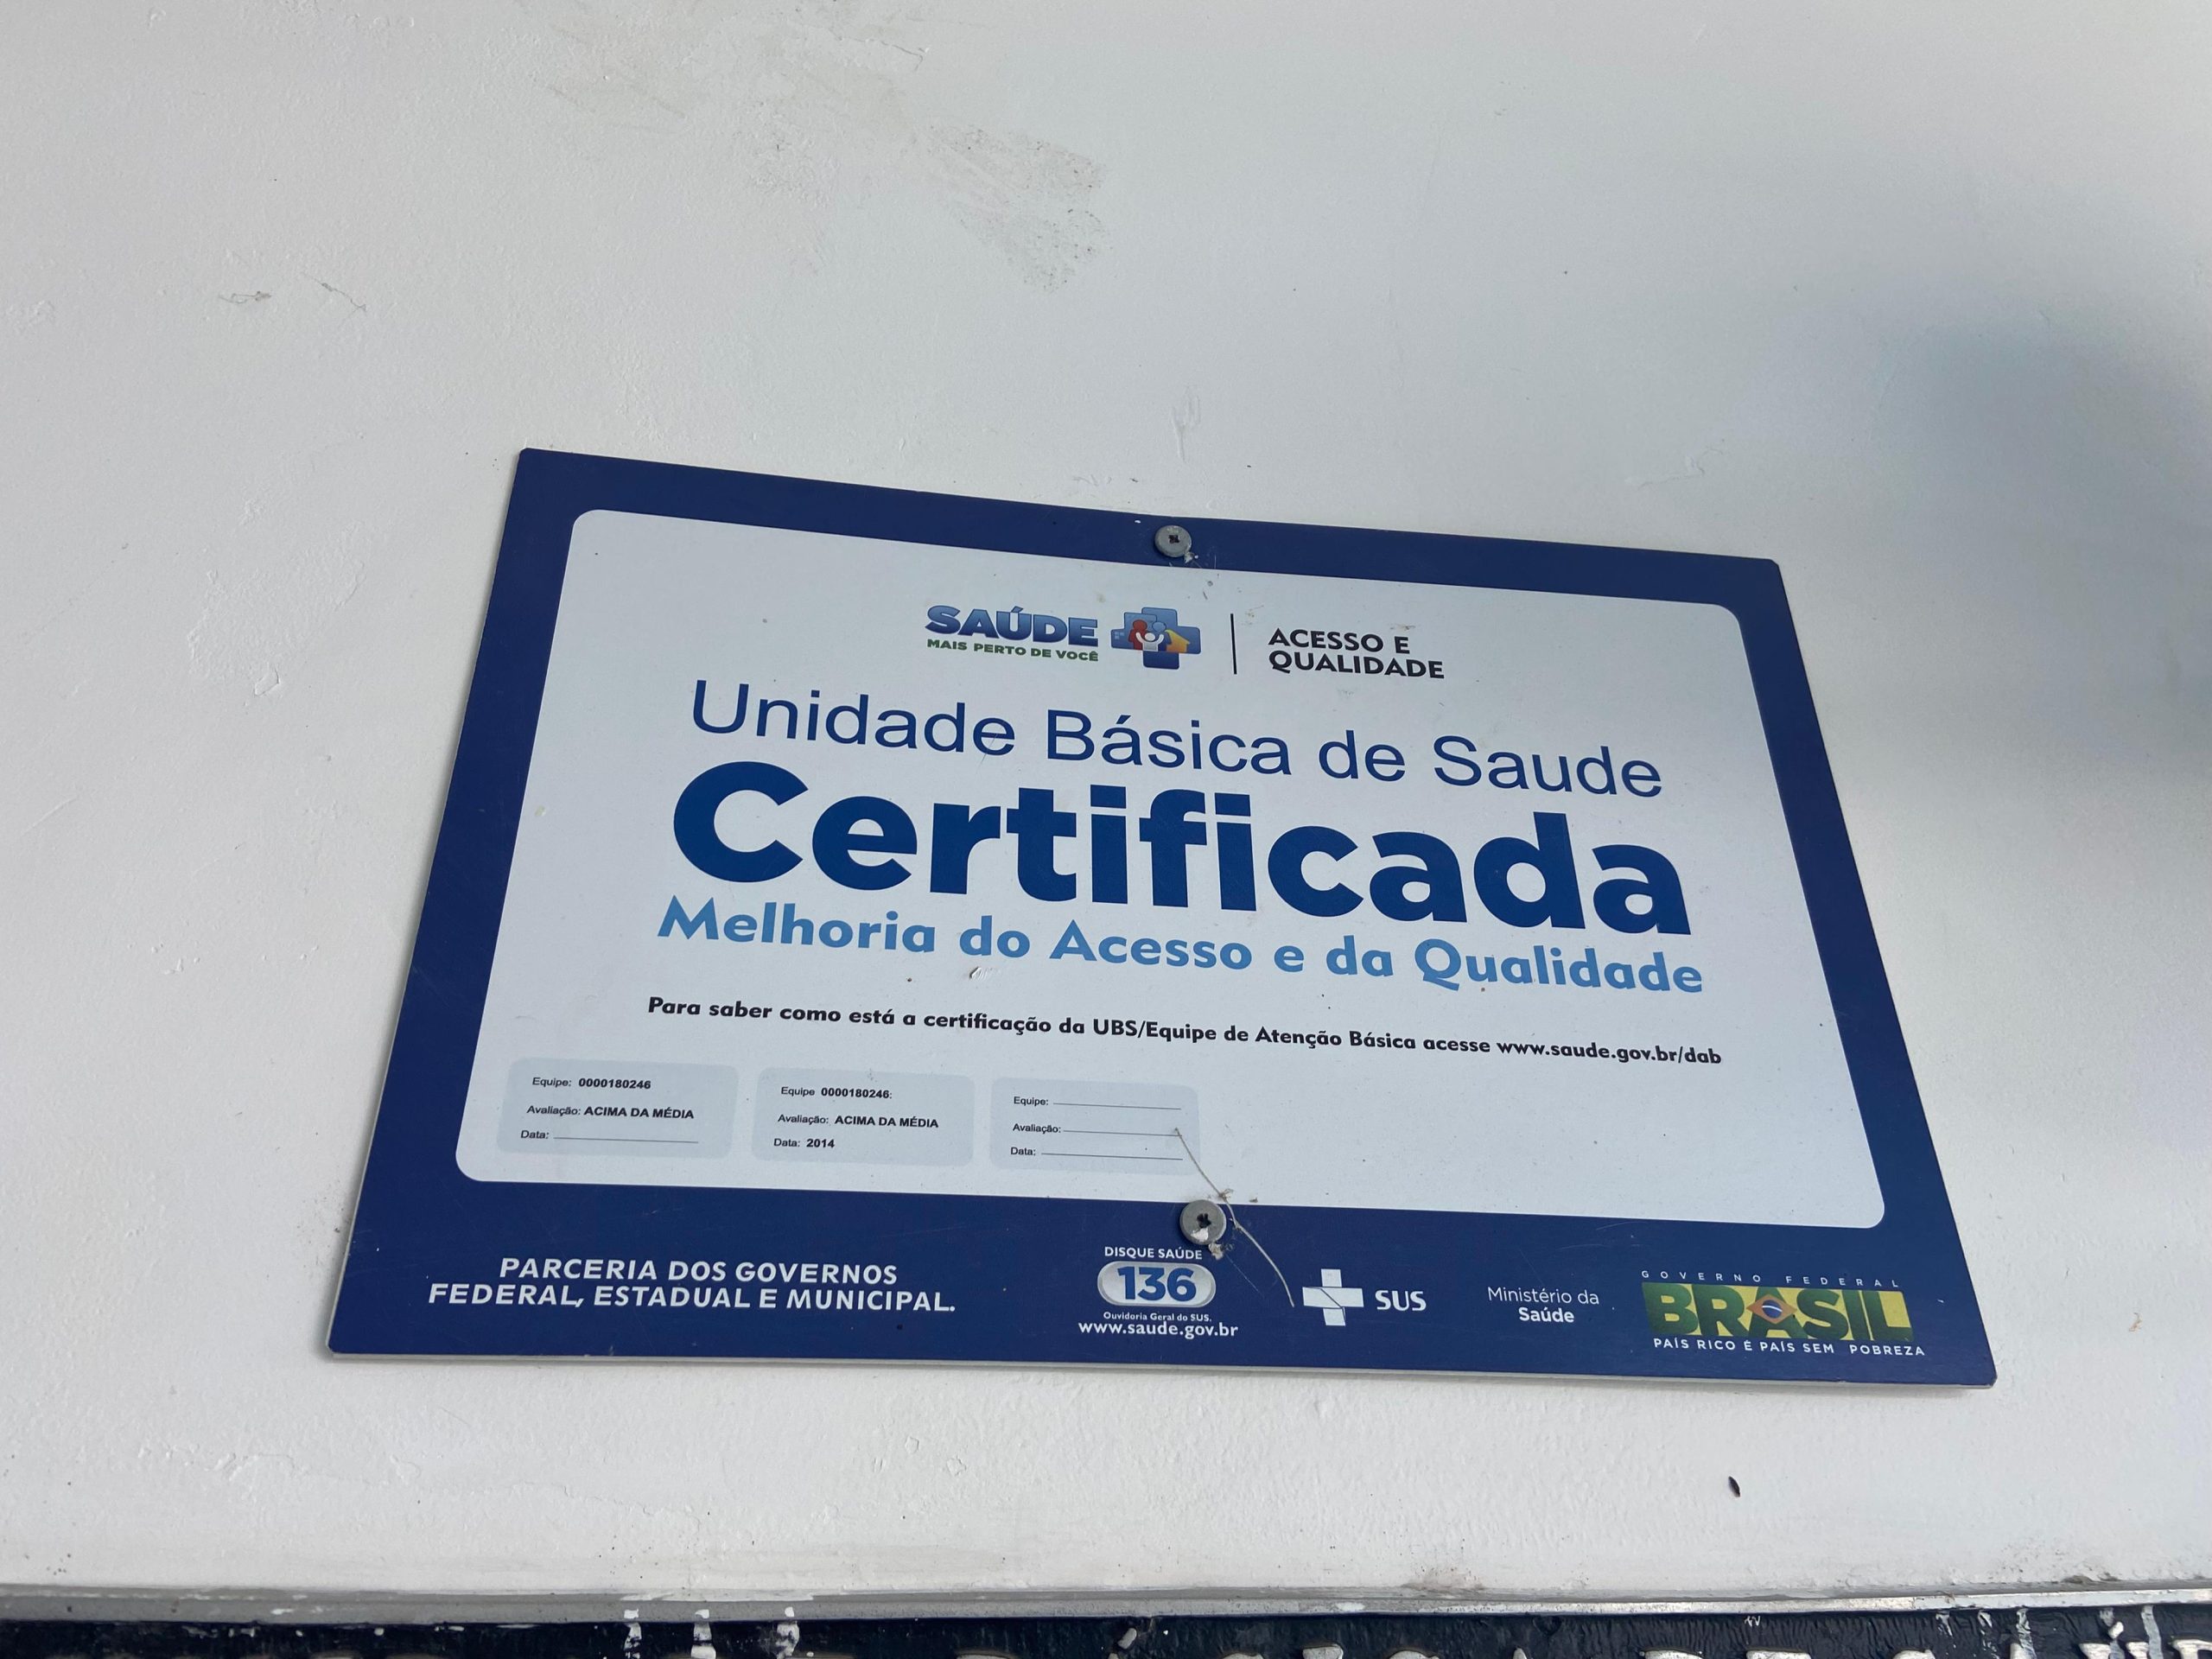 SAÚDE
MAIS PERTO DE VOCÊ
ACESSO E
QUALIDADE
Unidade Básica de Saude
Certificada
Melhoria do Acesso e da Qualidade
Para saber como está a certificação da UBS/Equipe de Atenção Básica acesse www.saude.gov.br/dab
Equipe: 0000180246
Avaliação: ACIMA DA MÉDIA
Data:
Equipe 0000180246:
Avaliação: ACIMA DA MÉDIA
Data: 2014
Equipe:
Avaliação:
Data:
PARCERIA DOS GOVERNOS
FEDERAL, ESTADUAL E MUNICIPAL.
DISQUE SAÚDE
136
Ouvidoria Geral do SUS.
www.saude.gov.br
SUS
Ministério da
Saúde
GOVERNO FEDERAL
BRASIL
PAÍS RICO É PAÍS SEM POBREZA